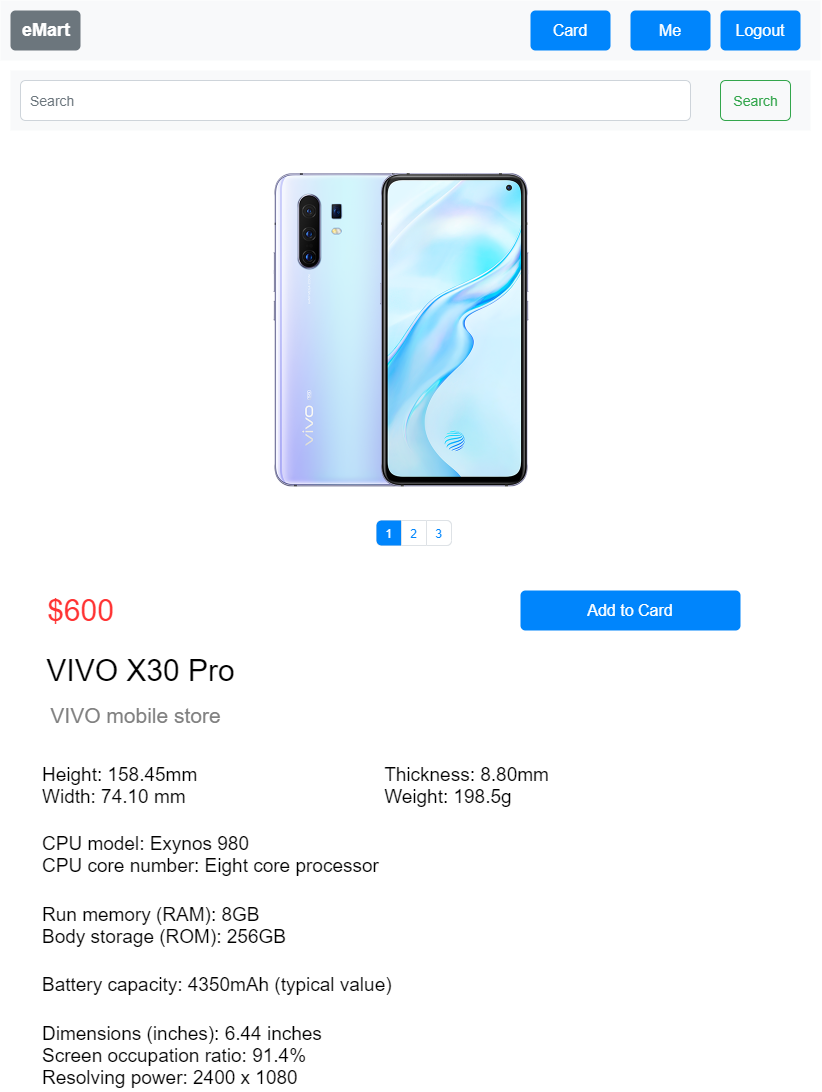 eMart
Card
Me
Logout
Search
Search
vivo
1 2 3
$600
Add to Card
VIVO X30 Pro
VIVO mobile store
Height: 158.45mm
Thickness: 8.80mm
Width: 74.10 mm
Weight: 198.5g
CPU model: Exynos 980
CPU core number: Eight core processor
Run memory (RAM): 8GB
Body storage (ROM): 256GB
Battery capacity: 4350mAh (typical value)
Dimensions (inches): 6.44 inches
Screen occupation ratio: 91.4%
Resolving power: 2400 x 1080